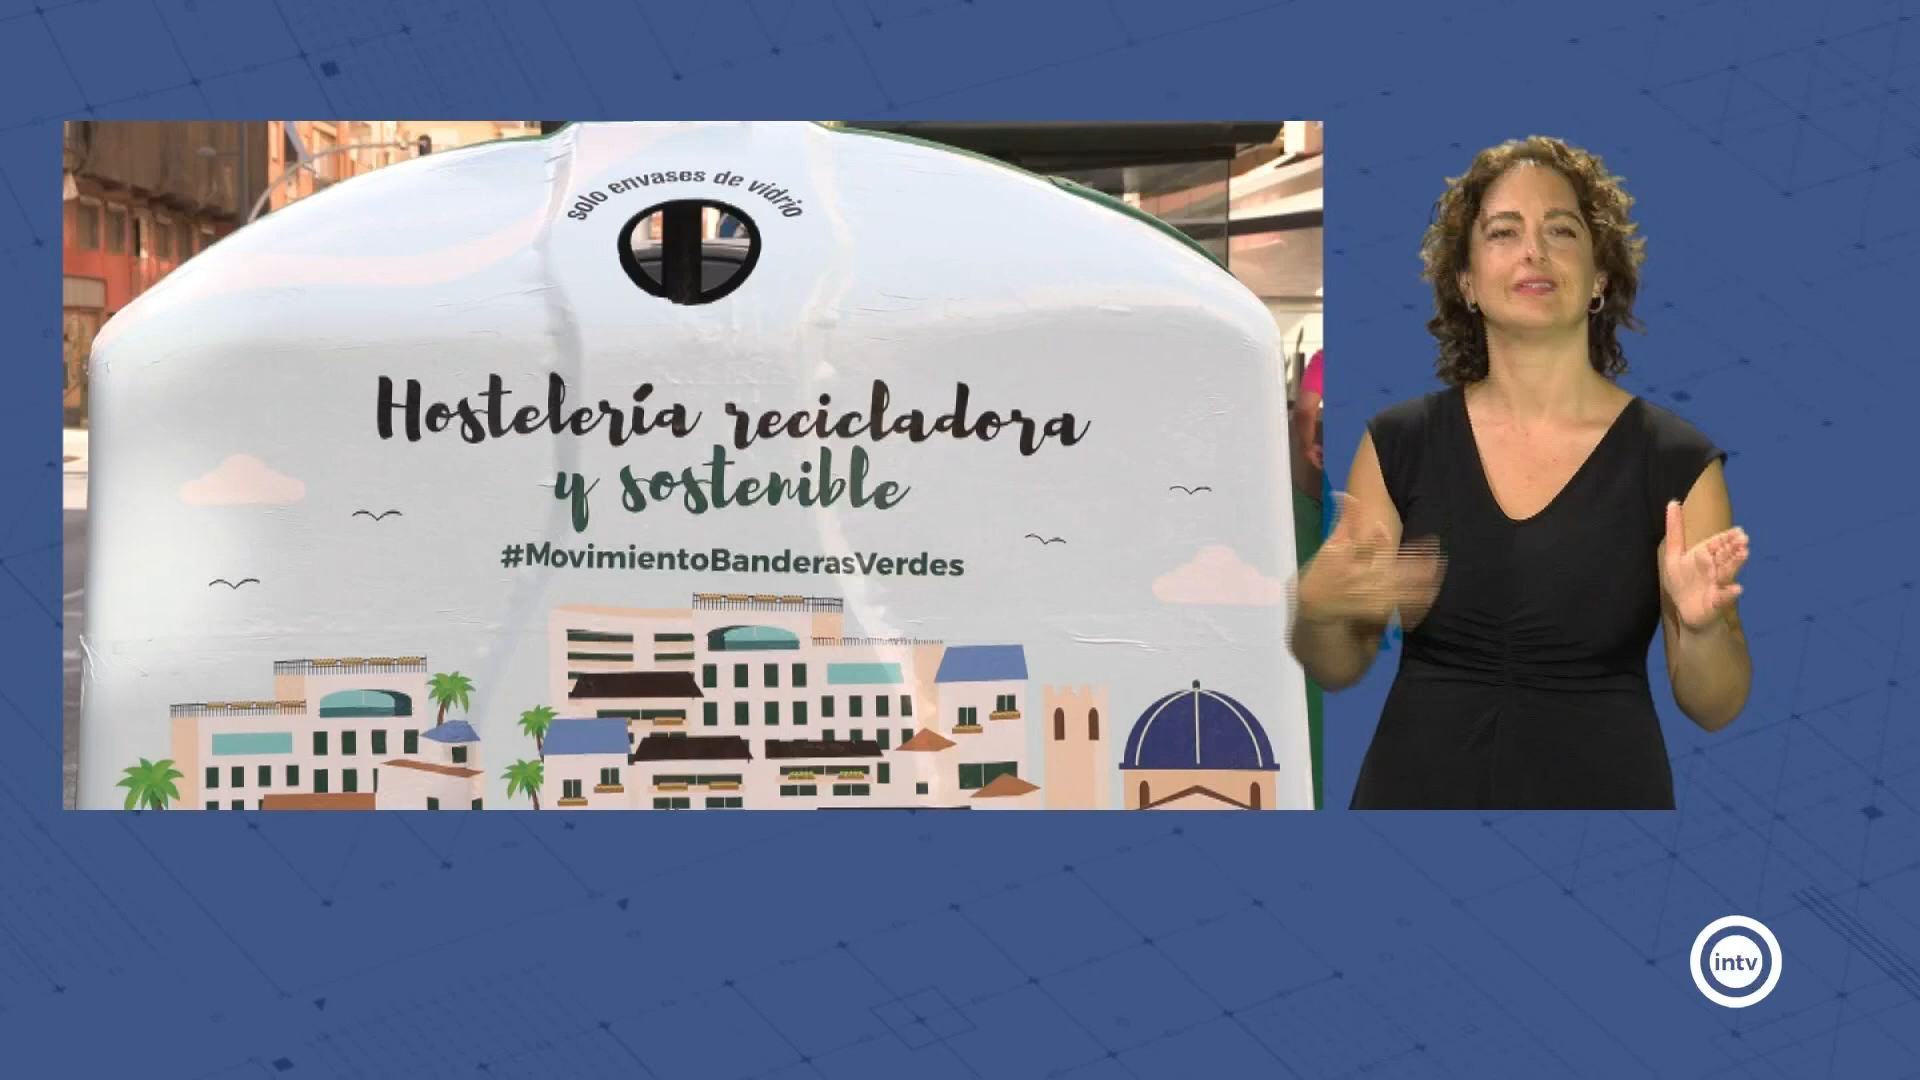 solo envases de vidrio
Hostelería recicladora
y sostenible
#MovimientoBanderasVerdes
intv